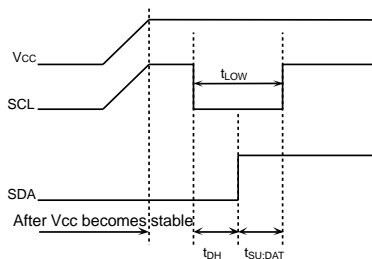 VCC
tLOW
SCL
SDA
After Vcc becomes stable
tDH
tSU;DAT